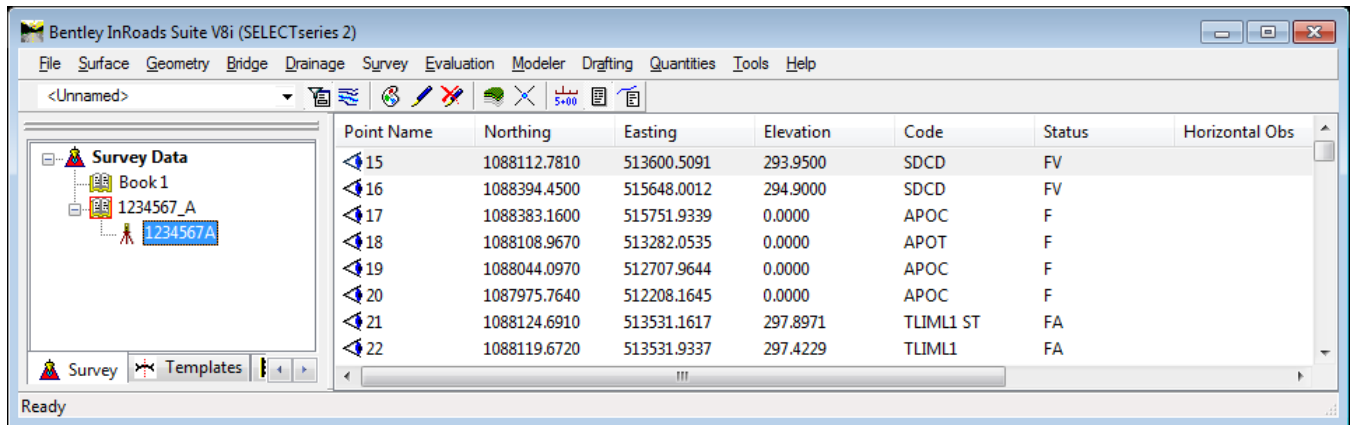 Bentley InRoads Suite V8i (SELECTseries 2)
File Surface Geometry Bridge Drainage Survey Evaluation Modeler Drafting Quantities Tools Help
<Unnamed>
5+00
Survey Data
Book 1
1234567_A
1234567A
Survey Templates
Point Name Northing Easting Elevation Code Status Horizontal Obs
15 1088112.7810 513600.5091 293.9500 SDCD FV
16 1088394.4500 515648.0012 294.9000 SDCD FV
17 1088383.1600 515751.9339 0.0000 APOC F
18 1088108.9670 513282.0535 0.0000 APOT F
19 1088044.0970 512707.9644 0.0000 APOC F
20 1087975.7640 512208.1645 0.0000 APOC F
21 1088124.6910 513531.1617 297.8971 TLIML1 ST FA
22 1088119.6720 513531.9337 297.4229 TLIML1 FA
Ready